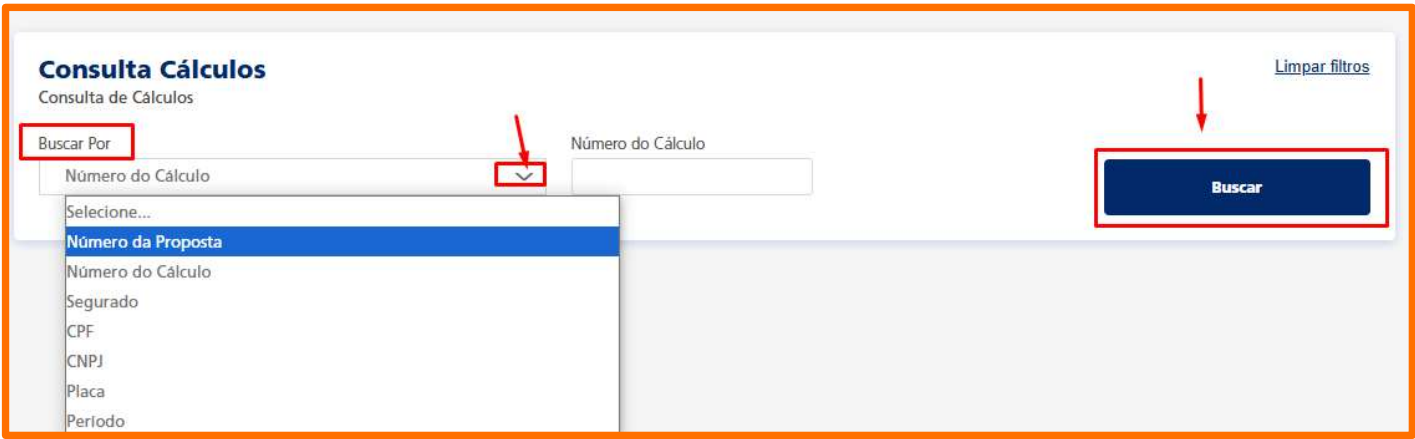 Consulta Cálculos
Limpar filtros
Consulta de Cálculos
Buscar Por
Número do Cálculo
Número do Cálculo
Buscar
Selecione...
Número da Proposta
Número do Cálculo
Segurado
CPF
CNPJ
Placa
Período